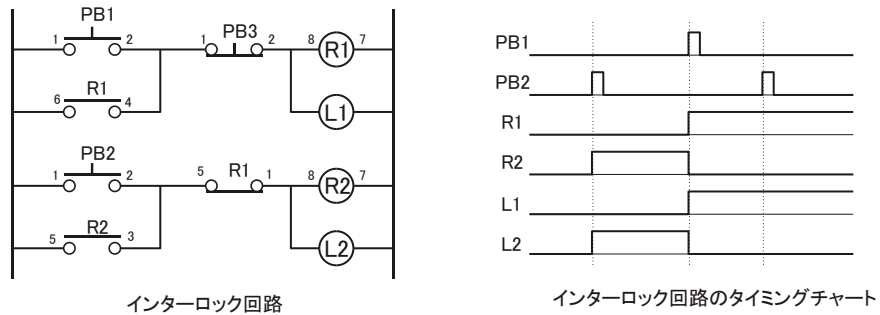 PB1
1 2
PB3
1 2
8 R1 7
R1
6 4
L1
PB2
1 2
R1
5 1
8 R2 7
R2
5 3
L2
インターロック回路
PB1
PB2
R1
R2
L1
L2
インターロック回路のタイミングチャート